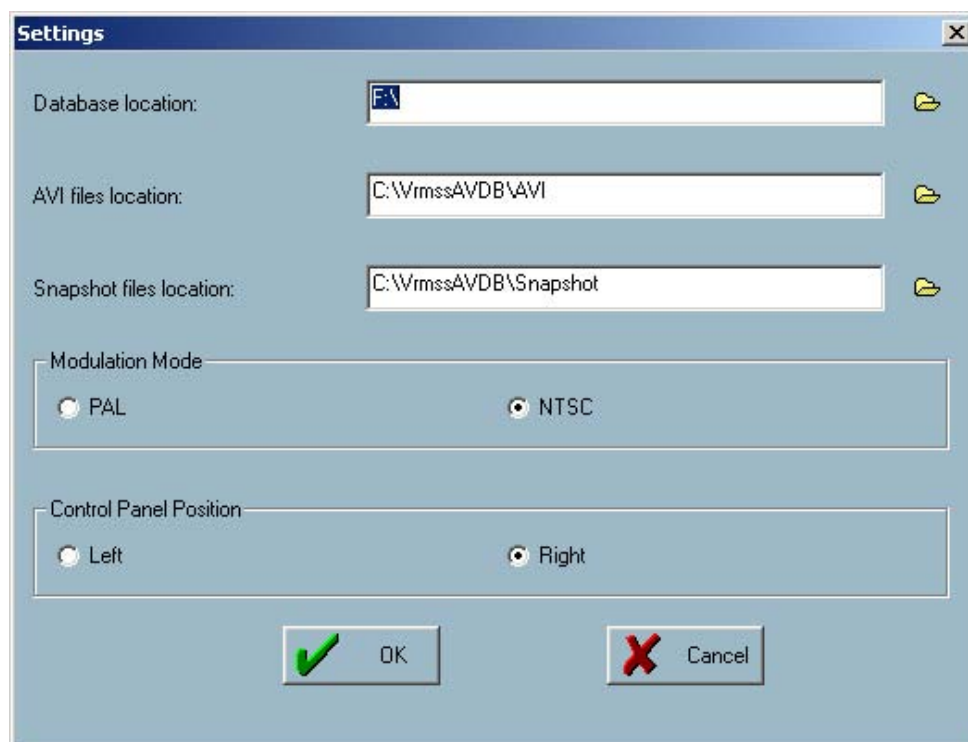 Settings
Database location:
F:\
AVI files location:
C:\VrmssAVDB\AVI
Snapshot files location:
C:\VrmssAVDB\Snapshot
Modulation Mode
PAL
NTSC
Control Panel Position
Left
Right
OK
Cancel